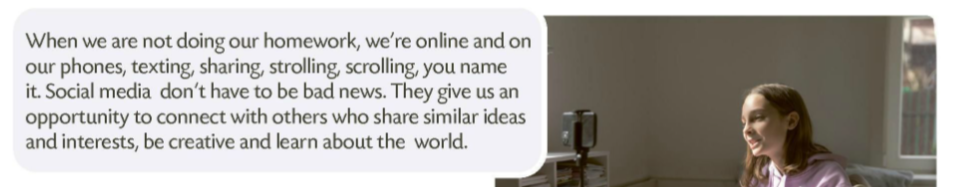 When we are not doing our homework, we're online and on
our phones, texting, sharing, strolling, scrolling, you name
it. Social media don't have to be bad news. They give us an
opportunity to connect with others who share similar ideas
and interests, be creative and learn about the world.